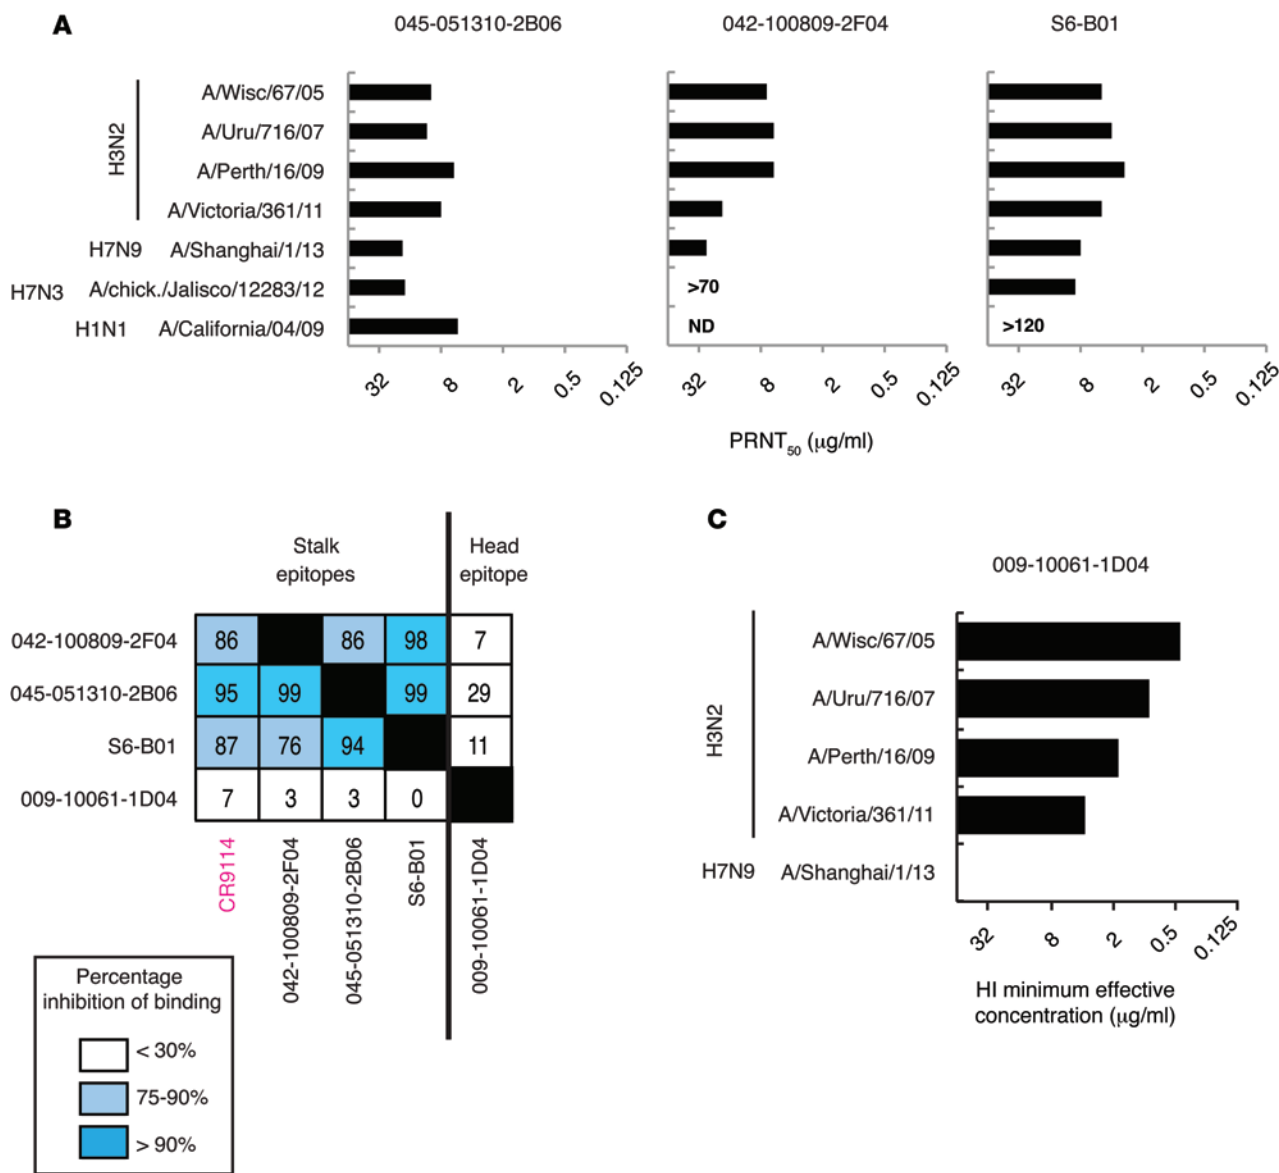 A
045-051310-2B06
042-100809-2F04
S6-B01
H3N2
A/Wisc/67/05
A/Uru/716/07
A/Perth/16/09
A/Victoria/361/11
H7N9 A/Shanghai/1/13
H7N3 A/chick./Jalisco/12283/12 >70
H1N1 A/California/04/09 ND >120
32 8 2 0.5 0.125
32 8 2 0.5 0.125
32 8 2 0.5 0.125
PRNT50 (µg/ml)
B
Stalk
epitopes
Head
epitope
042-100809-2F04 86 86 98 7
045-051310-2B06 95 99 99 29
S6-B01 87 76 94 11
009-10061-1D04 7 3 3 0
CR9114
042-100809-2F04
045-051310-2B06
S6-B01
009-10061-1D04
Percentage
inhibition of binding
< 30%
75-90%
> 90%
C
009-10061-1D04
H3N2
A/Wisc/67/05
A/Uru/716/07
A/Perth/16/09
A/Victoria/361/11
H7N9 A/Shanghai/1/13
32 8 2 0.5 0.125
HI minimum effective
concentration (µg/ml)